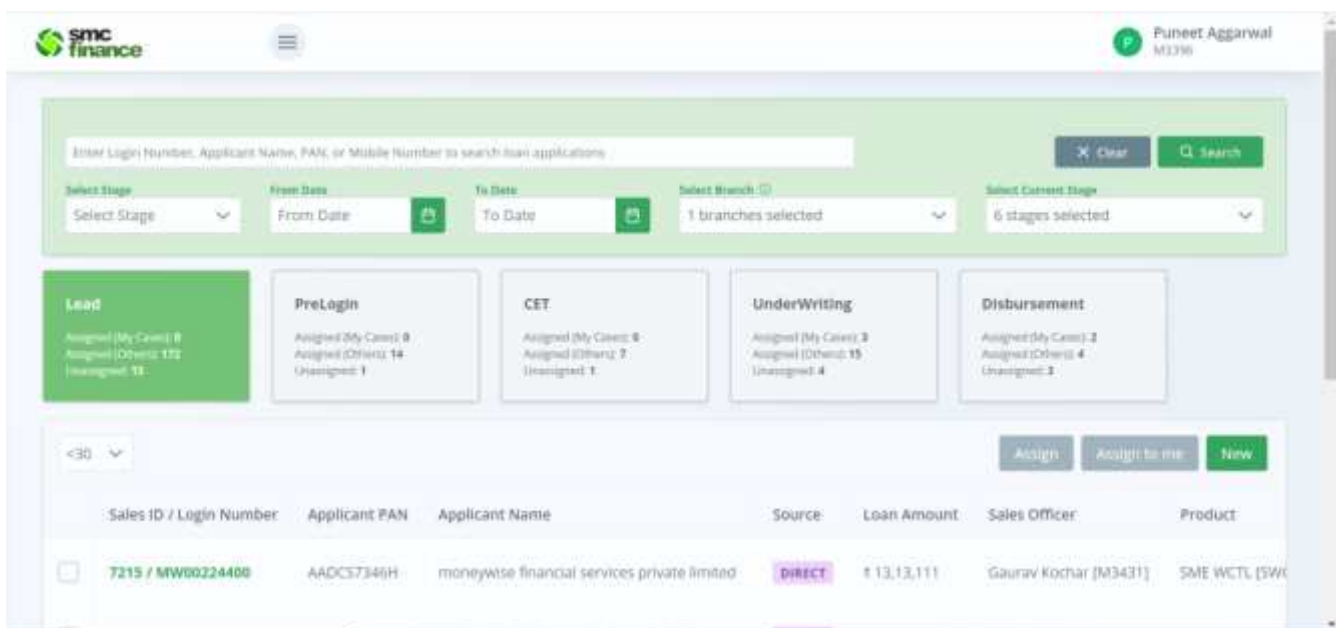 smc
finance
P
Puneet Aggarwal
M3396
Enter Login Number, Applicant Name, PAN, or Mobile Number to search loan applications
Clear
Search
Select Stage
From Date
To Date
Select Branch
Select Current Stage
Select Stage
From Date
To Date
1 branches selected
6 stages selected
Lead
Assigned (My Cases): 0
Assigned (Others): 172
Unassigned: 13
PreLogin
Assigned (My Cases): 0
Assigned (Others): 14
Unassigned: 1
CET
Assigned (My Cases): 0
Assigned (Others): 7
Unassigned: 1
UnderWriting
Assigned (My Cases): 3
Assigned (Others): 15
Unassigned: 4
Disbursement
Assigned (My Cases): 2
Assigned (Others): 4
Unassigned: 3
<30
Assign
Assign to me
New
Sales ID / Login Number
Applicant PAN
Applicant Name
Source
Loan Amount
Sales Officer
Product
7215 / MW00224400
AADCS7346H
moneywise financial services private limited
DIRECT
₹ 13,13,111
Gaurav Kochar [M3431]
SME WCTL [SW